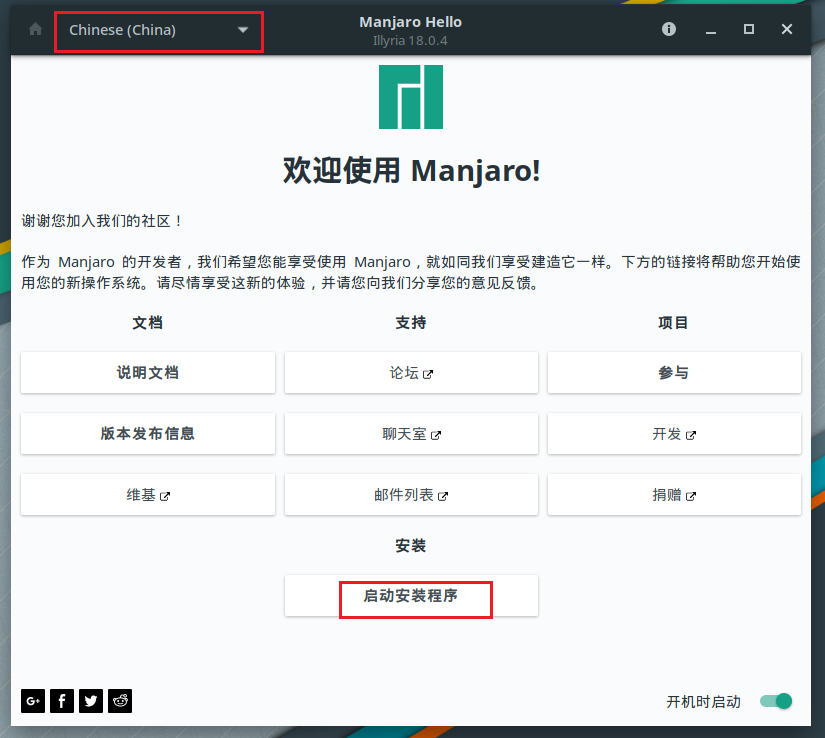 Chinese (China)
Manjaro Hello
Illyria 18.0.4
欢迎使用 Manjaro!
谢谢您加入我们的社区！
作为 Manjaro 的开发者，我们希望您能享受使用 Manjaro，就如同我们享受建造它一样。下方的链接将帮助您开始使
用您的新操作系统。请尽情享受这新的体验，并请您向我们分享您的意见反馈。
文档 支持 项目
说明文档 论坛 参与
版本发布信息 聊天室 开发
维基 邮件列表 捐赠
安装
启动安装程序
G+ f
开机时启动